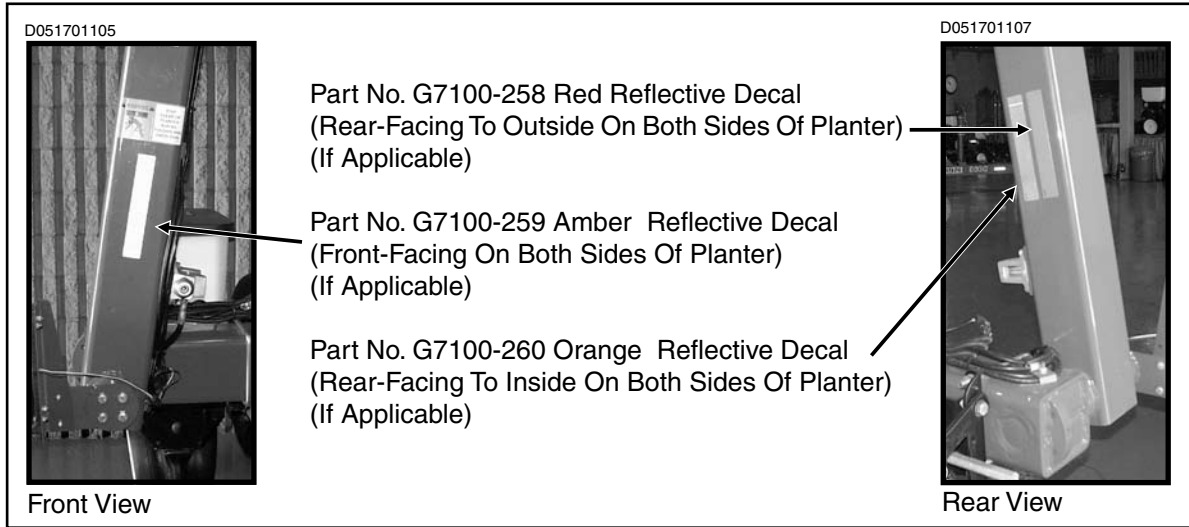 D051701105
D051701107
Part No. G7100-258 Red Reflective Decal
(Rear-Facing To Outside On Both Sides Of Planter)
(If Applicable)
Part No. G7100-259 Amber Reflective Decal
(Front-Facing On Both Sides Of Planter)
(If Applicable)
Part No. G7100-260 Orange Reflective Decal
(Rear-Facing To Inside On Both Sides Of Planter)
(If Applicable)
Front View
Rear View